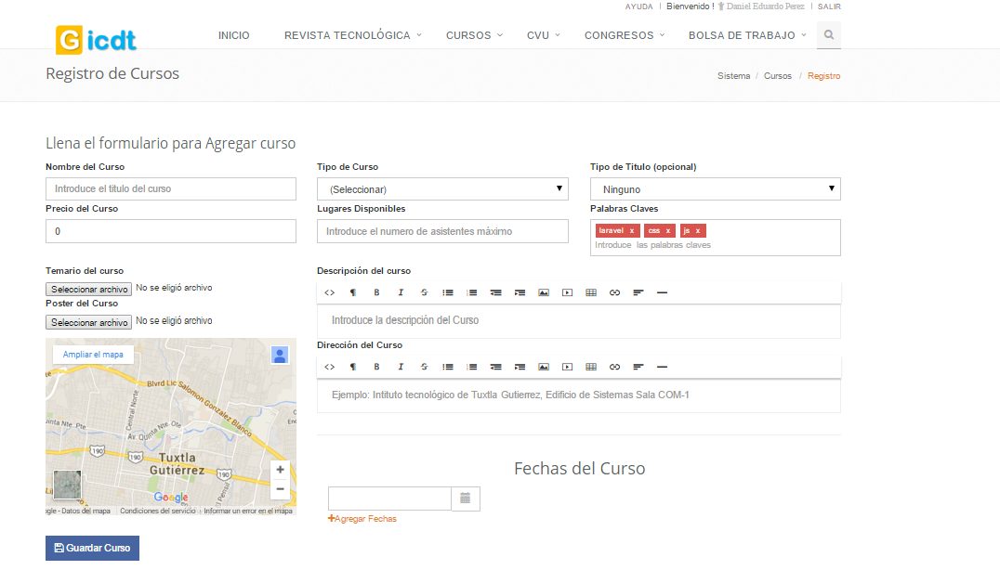 AYUDA | Bienvenido ! Daniel Eduardo Perez | SALIR
G icdt
INICIO REVISTA TECNOLÓGICA CURSOS CVU CONGRESOS BOLSA DE TRABAJO
Registro de Cursos
Sistema / Cursos / Registro
Llena el formulario para Agregar curso
Nombre del Curso
Introduce el titulo del curso
Tipo de Curso
(Seleccionar)
Tipo de Titulo (opcional)
Ninguno
Precio del Curso
0
Lugares Disponibles
Introduce el numero de asistentes máximo
Palabras Claves
laravel x css x js x
Introduce las palabras claves
Temario del curso
Seleccionar archivo No se eligió archivo
Poster del Curso
Seleccionar archivo No se eligió archivo
Descripción del curso
Introduce la descripción del Curso
Dirección del Curso
Ejemplo: Intituto tecnológico de Tuxtla Gutierrez, Edificio de Sistemas Sala COM-1
Ampliar el mapa
Blvrd Lic Salomon Gonzalez Blanco
Central Norte
Nte. Pte.
Av. Quinta Nte. Ote.
190
190
190
Tuxtla
Gutiérrez
Google
Datos del mapa Condiciones del servicio Informar un error en el mapa
Fechas del Curso
+Agregar Fechas
Guardar Curso